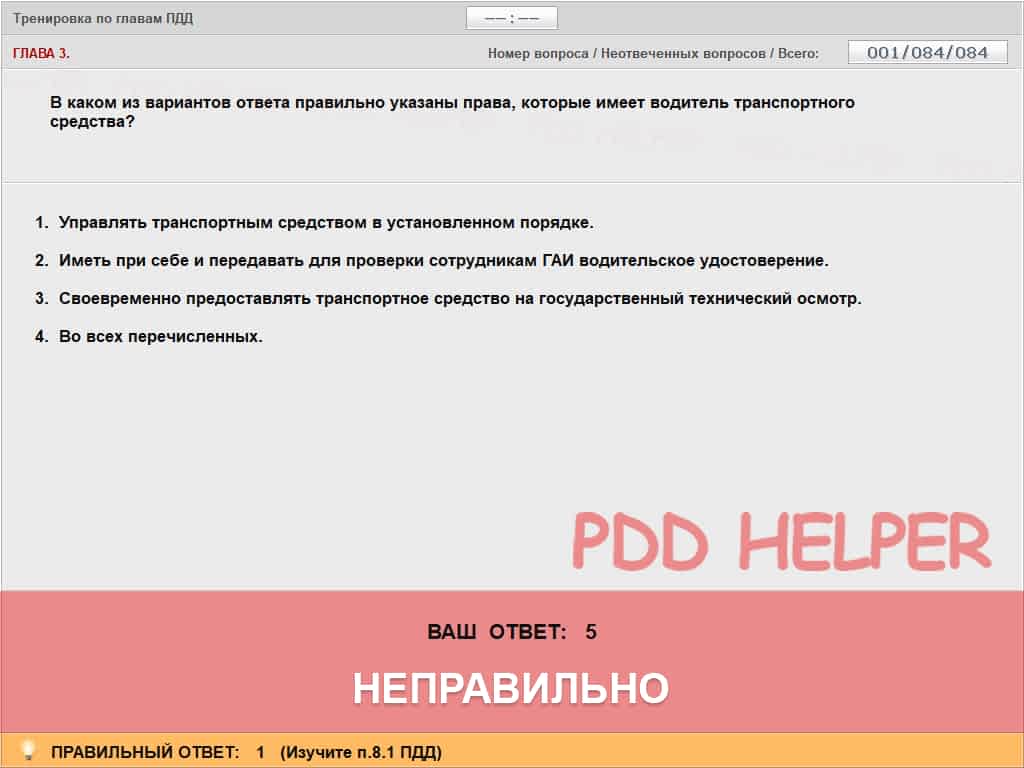 Тренировка по главам ПДД
—— : ——
ГЛАВА 3.
Номер вопроса / Неотвеченных вопросов / Всего: 001/084/084
В каком из вариантов ответа правильно указаны права, которые имеет водитель транспортного
средства?
1. Управлять транспортным средством в установленном порядке.
2. Иметь при себе и передавать для проверки сотрудникам ГАИ водительское удостоверение.
3. Своевременно предоставлять транспортное средство на государственный технический осмотр.
4. Во всех перечисленных.
PDD HELPER
ВАШ ОТВЕТ: 5
НЕПРАВИЛЬНО
ПРАВИЛЬНЫЙ ОТВЕТ: 1 (Изучите п.8.1 ПДД)